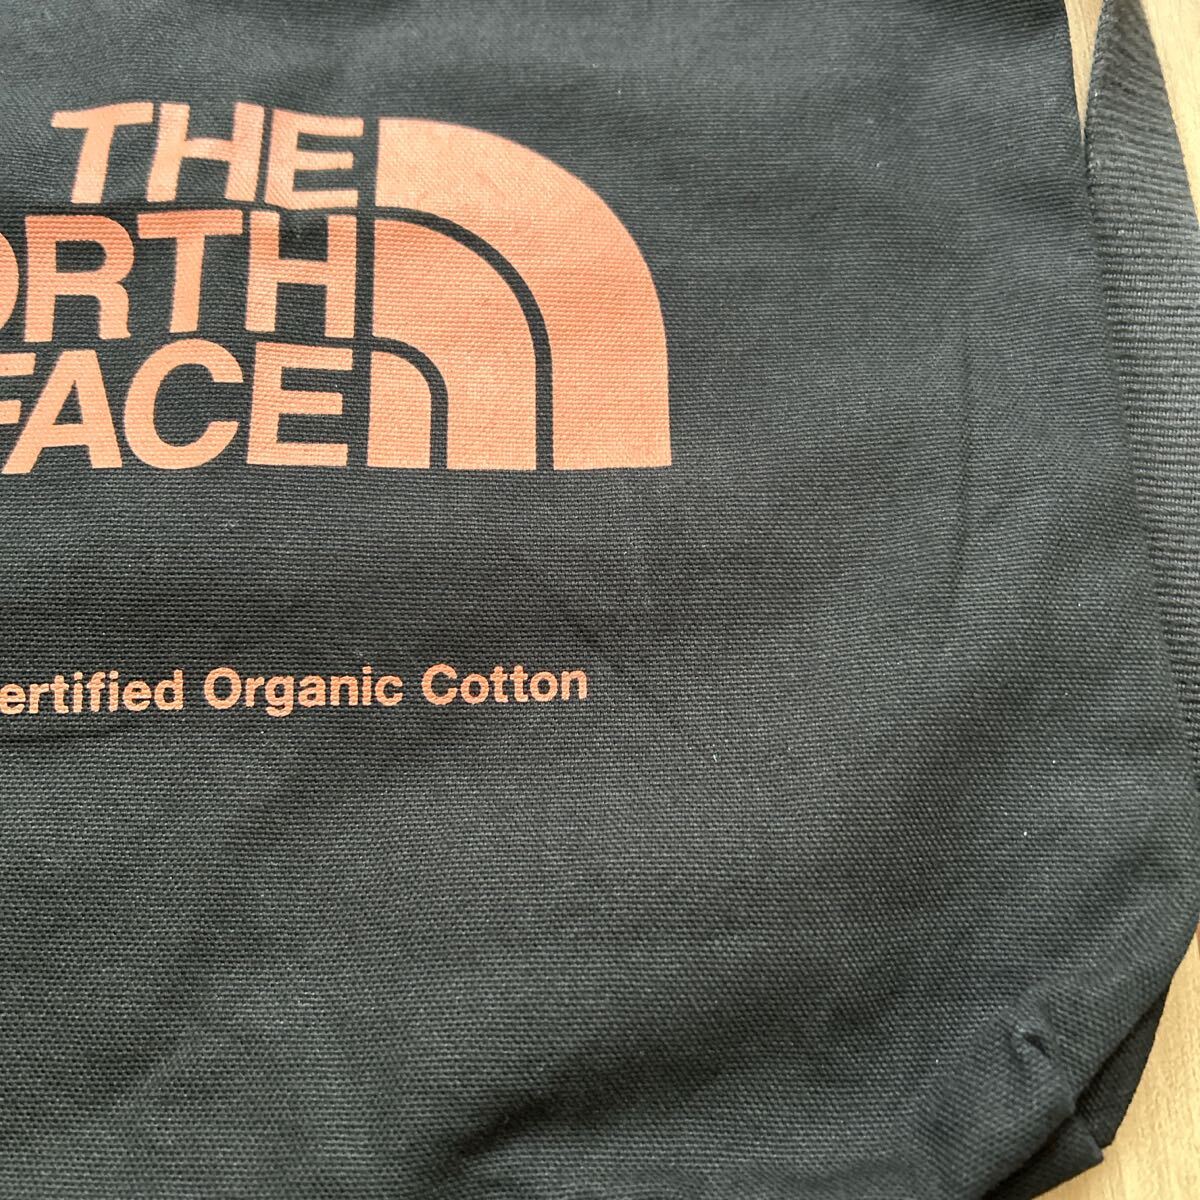 THE
ORTH
FACE
ertified Organic Cotton